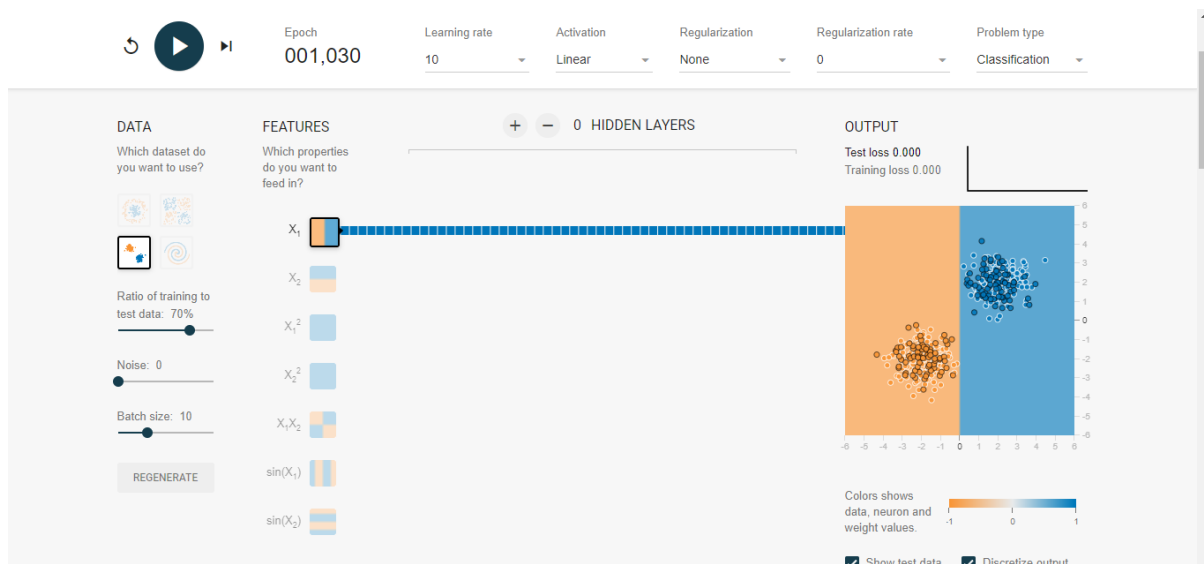 Epoch
001,030
Learning rate
10
Activation
Linear
Regularization
None
Regularization rate
0
Problem type
Classification
DATA
Which dataset do
you want to use?
Ratio of training to
test data: 70%
Noise: 0
Batch size: 10
REGENERATE
FEATURES
Which properties
do you want to
feed in?
X₁
X₂
X₁²
X₂²
X₁X₂
sin(X₁)
sin(X₂)
+ − 0 HIDDEN LAYERS
OUTPUT
Test loss 0.000
Training loss 0.000
6
5
4
3
2
1
0
-1
-2
-3
-4
-5
-6
-6 -5 -4 -3 -2 -1 0 1 2 3 4 5 6
Colors shows
data, neuron and
weight values.
-1 0 1
Show test data
Discretize output